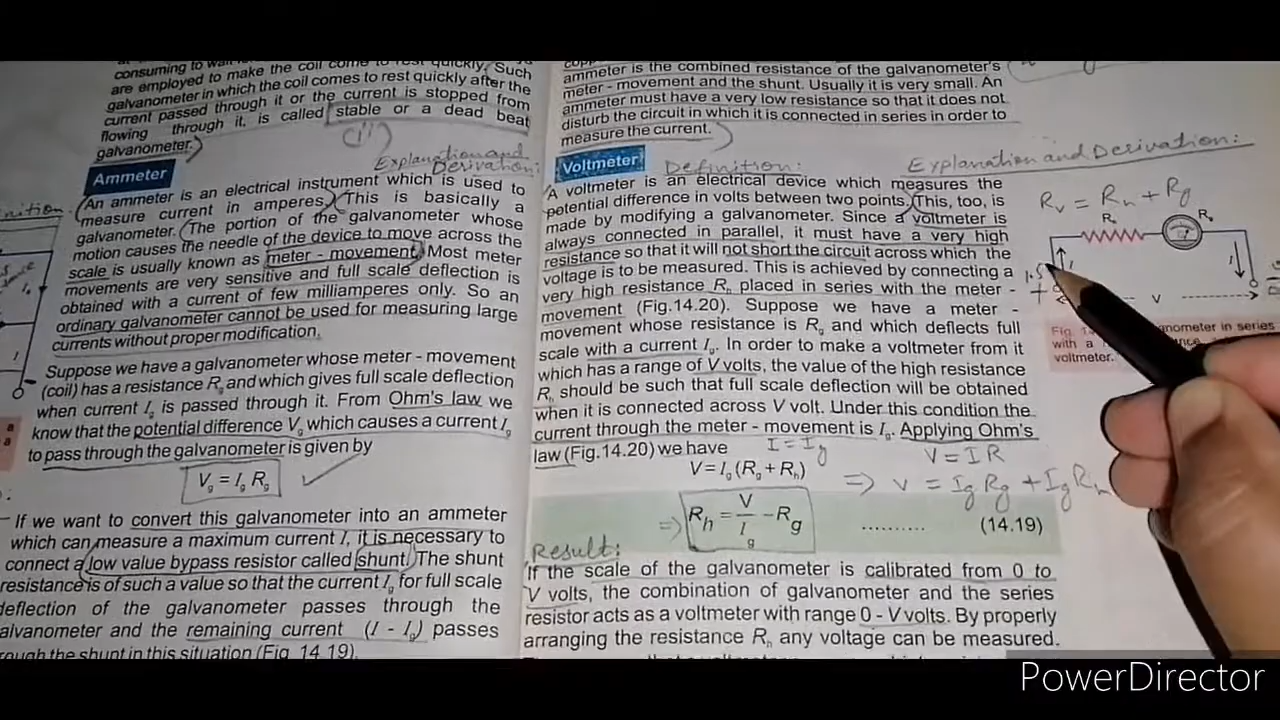 consuming to
are employed to make the coil come to rest quickly. Such
galvanometer in which the coil comes to rest quickly after the
current passed through it or the current is stopped from
flowing through it, is called stable or a dead beat
galvanometer.
(ii)
Explanation and
Derivation:
Ammeter
An ammeter is an electrical instrument which is used to
measure current in amperes. This is basically a
galvanometer. The portion of the galvanometer whose
motion causes the needle of the device to move across the
scale is usually known as meter - movement. Most meter
movements are very sensitive and full scale deflection is
obtained with a current of few milliamperes only. So an
ordinary galvanometer cannot be used for measuring large
currents without proper modification.
Suppose we have a galvanometer whose meter - movement
(coil) has a resistance Rg and which gives full scale deflection
when current Ig is passed through it. From Ohm's law we
know that the potential difference Vg which causes a current Ig
to pass through the galvanometer is given by
Vg = Ig Rg
If we want to convert this galvanometer into an ammeter
which can measure a maximum current I, it is necessary to
connect a low value bypass resistor called shunt. The shunt
resistance is of such a value so that the current Ig for full scale
deflection of the galvanometer passes through the
galvanometer and the remaining current (I - Ig) passes
through the shunt in this situation (Fig 14.19).
ammeter is the combined resistance of the galvanometer's
meter - movement and the shunt. Usually it is very small. An
ammeter must have a very low resistance so that it does not
disturb the circuit in which it is connected in series in order to
measure the current.
Voltmeter
Definition:
Explanation and Derivation:
A voltmeter is an electrical device which measures the
potential difference in volts between two points. This, too, is
made by modifying a galvanometer. Since a voltmeter is
always connected in parallel, it must have a very high
resistance so that it will not short the circuit across which the
voltage is to be measured. This is achieved by connecting a
very high resistance Rh placed in series with the meter -
movement (Fig.14.20). Suppose we have a meter -
movement whose resistance is Rg and which deflects full
scale with a current Ig. In order to make a voltmeter from it
which has a range of V volts, the value of the high resistance
Rh should be such that full scale deflection will be obtained
when it is connected across V volt. Under this condition the
current through the meter - movement is Ig. Applying Ohm's
law (Fig.14.20) we have
I = Ig
V = IR
V = Ig (Rg + Rh)
⇒ V = Ig Rg + Ig Rh
⇒ Rh = V/Ig − Rg .......... (14.19)
Result:
If the scale of the galvanometer is calibrated from 0 to
V volts, the combination of galvanometer and the series
resistor acts as a voltmeter with range 0 - V volts. By properly
arranging the resistance Rh any voltage can be measured.
Rv = Rh + Rg
I
I
+
V
with a
voltmeter.
PowerDirector